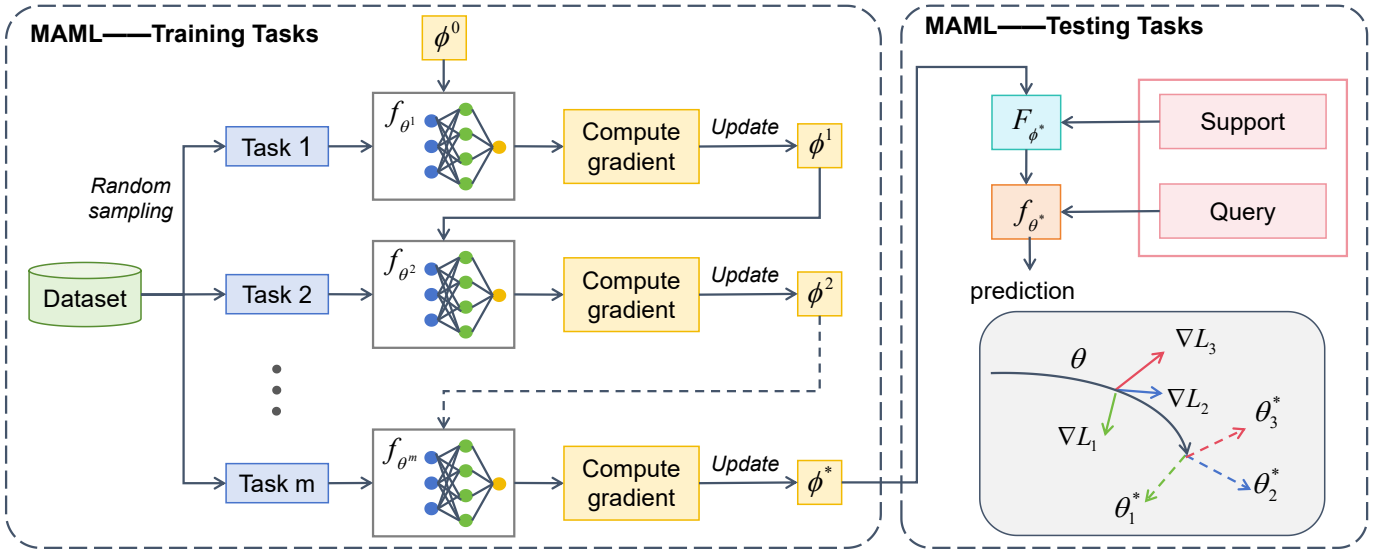 MAML——Training Tasks
ϕ⁰
f_θ¹
Task 1
Compute
gradient
Update
ϕ¹
Random
sampling
Dataset
f_θ²
Task 2
Compute
gradient
Update
ϕ²
f_θᵐ
Task m
Compute
gradient
Update
ϕ*
MAML——Testing Tasks
F_ϕ*
Support
f_θ*
Query
prediction
θ
∇L₃
∇L₂
∇L₁
θ₃*
θ₂*
θ₁*